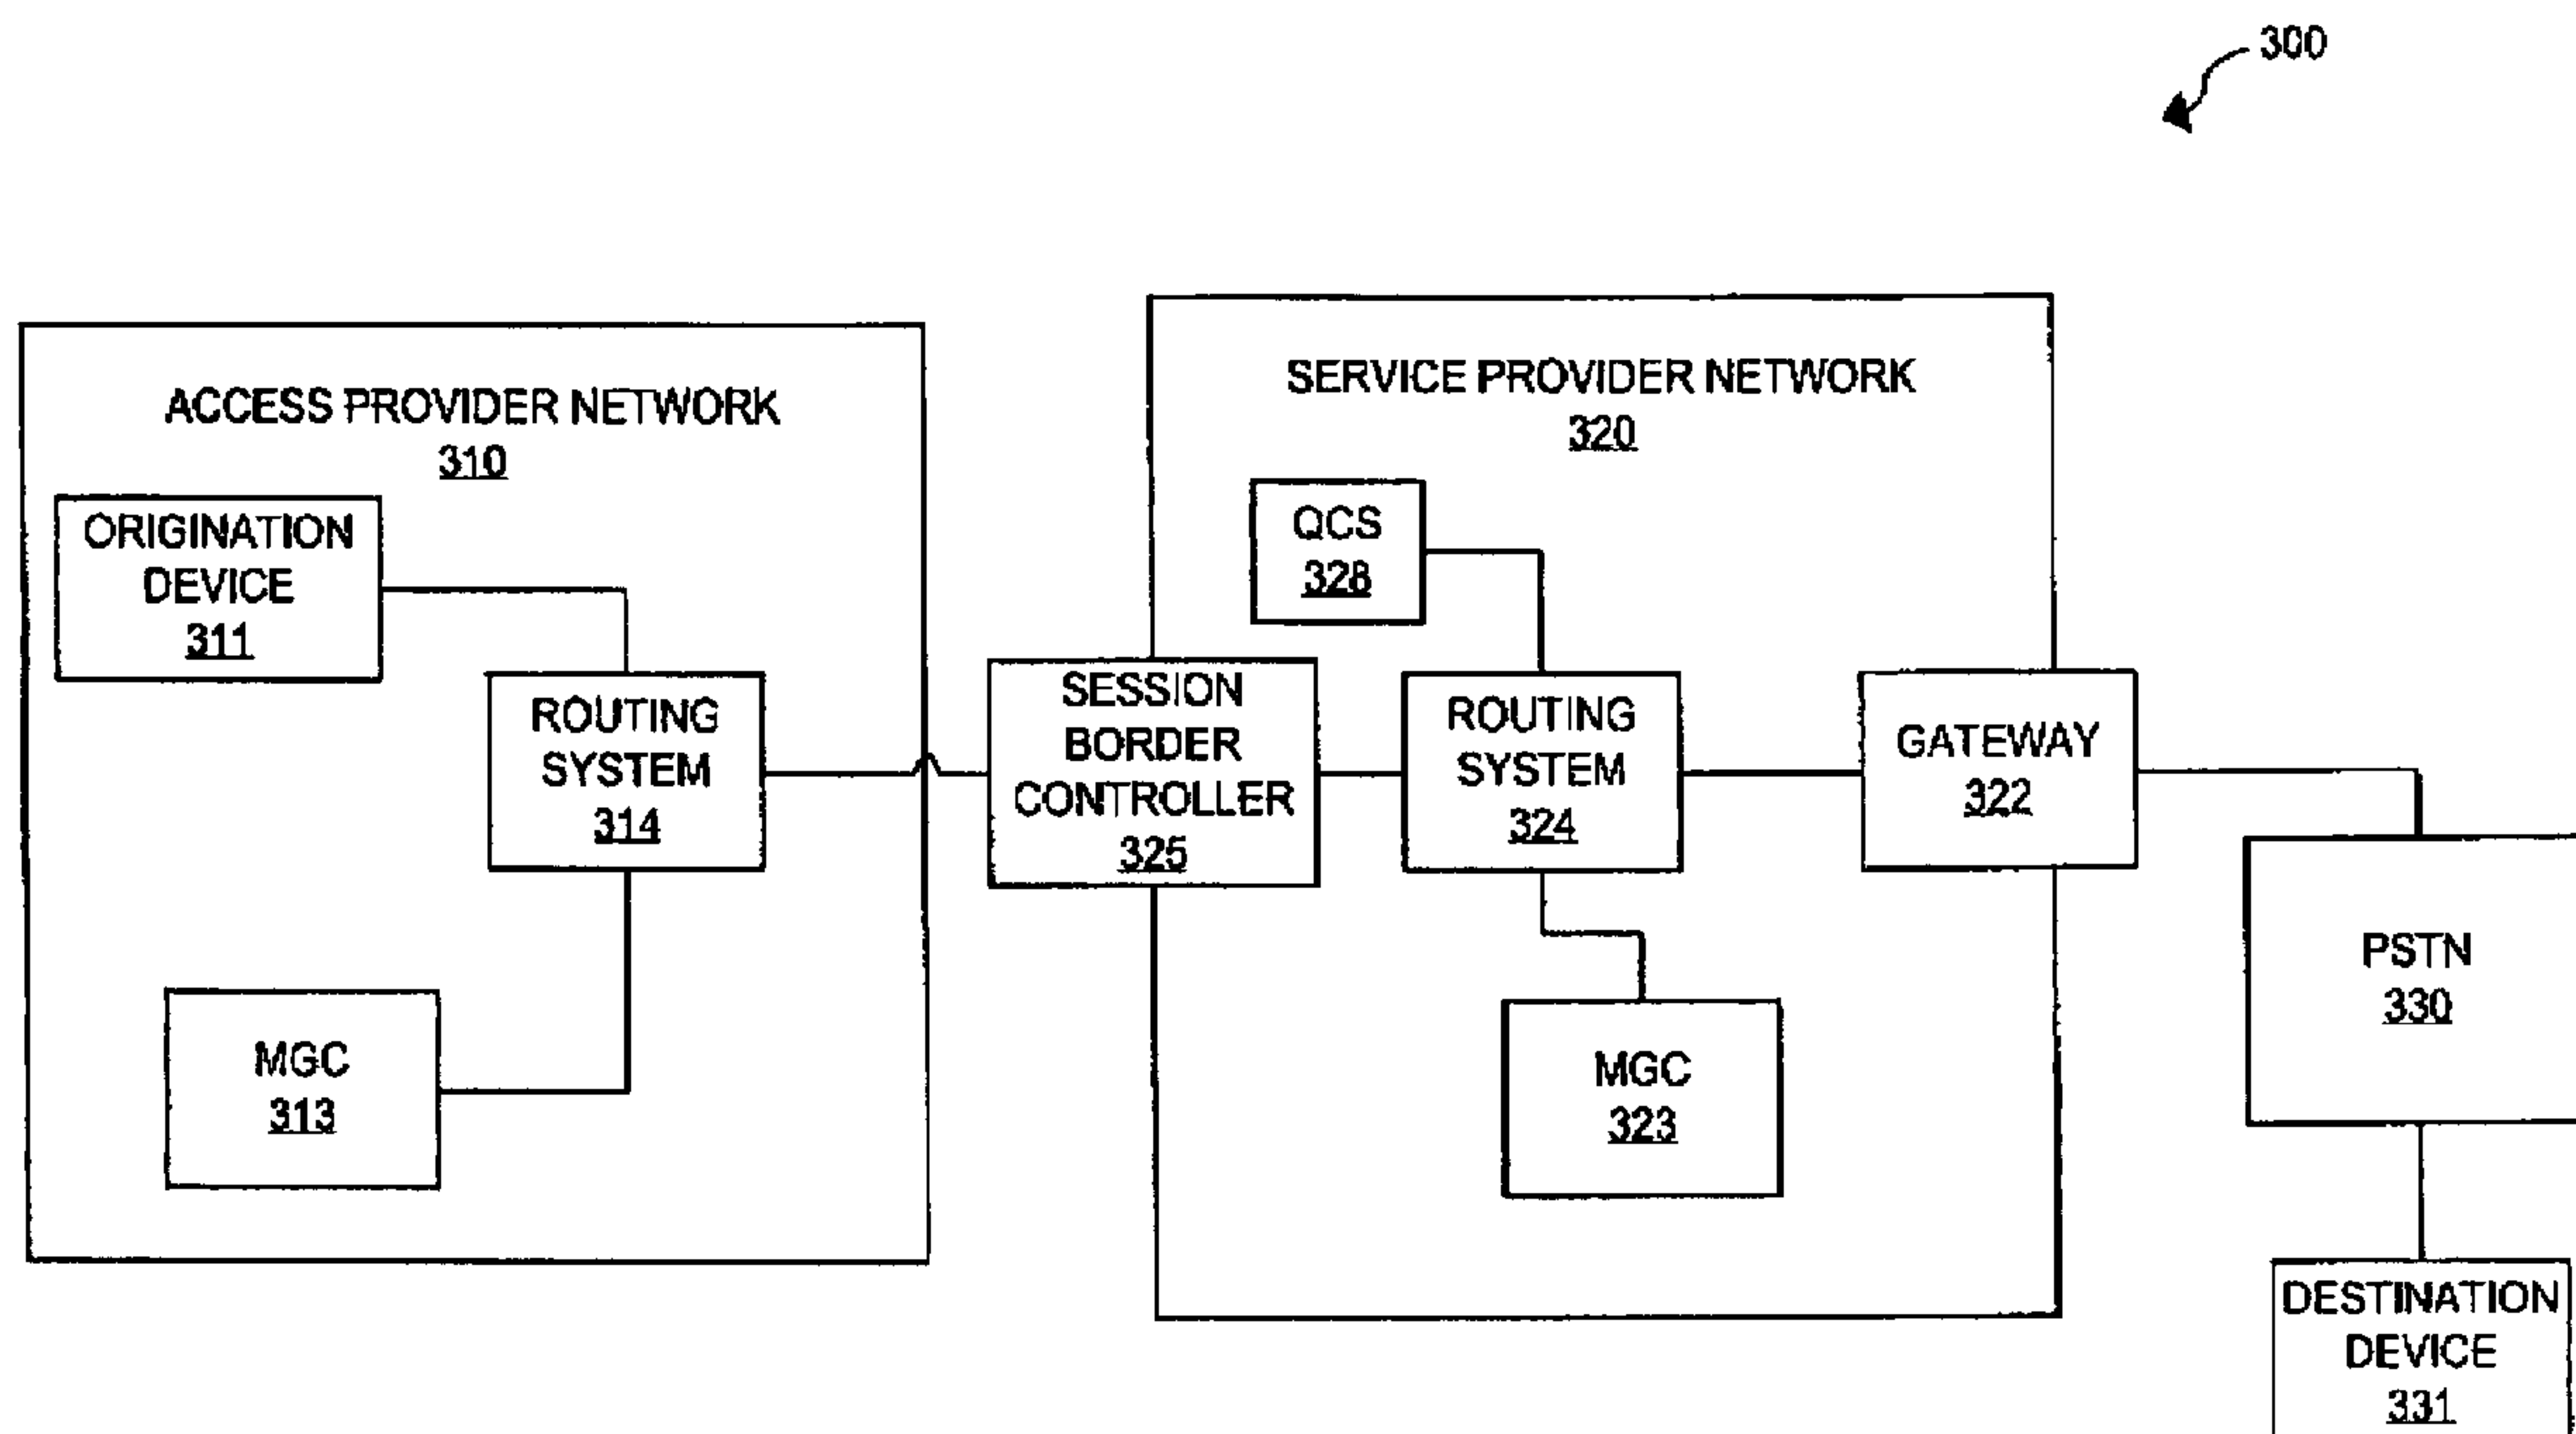 300
ACCESS PROVIDER NETWORK
310
ORIGINATION
DEVICE
311
ROUTING
SYSTEM
314
MGC
313
SESSION
BORDER
CONTROLLER
325
SERVICE PROVIDER NETWORK
320
QCS
328
ROUTING
SYSTEM
324
MGC
323
GATEWAY
322
PSTN
330
DESTINATION
DEVICE
331